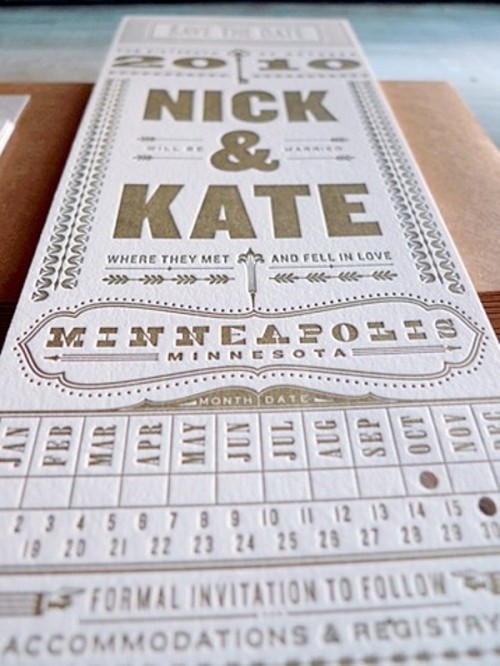 SAVE THE DATE
2010
NICK
WILL BE & MARRIED
KATE
WHERE THEY MET AND FELL IN LOVE
MINNEAPOLIS
MINNESOTA
MONTH DATE
JAN FEB MAR APR MAY JUN JUL AUG SEP OCT NOV
2 3 4 5 6 7 8 9 10 11 12 13 14 15
19 20 21 22 23 24 25 26 27 28 29 30
FORMAL INVITATION TO FOLLOW
ACCOMMODATIONS & REGISTRY